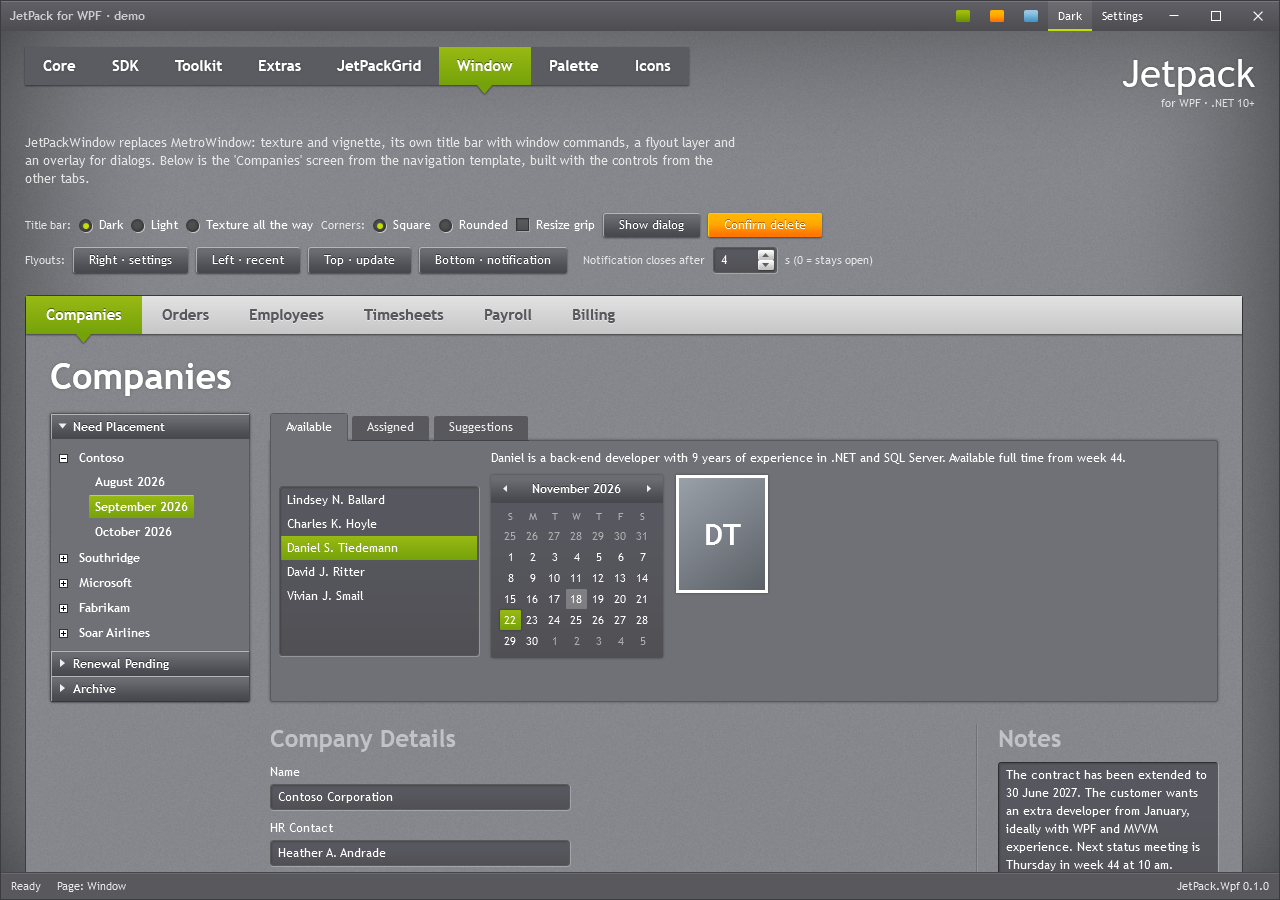 JetPack for WPF · demo
Dark
Settings
Core
SDK
Toolkit
Extras
JetPackGrid
Window
Palette
Icons
Jetpack
for WPF · .NET 10+
JetPackWindow replaces MetroWindow: texture and vignette, its own title bar with window commands, a flyout layer and
an overlay for dialogs. Below is the 'Companies' screen from the navigation template, built with the controls from the
other tabs.
Title bar: Dark Light Texture all the way Corners: Square Rounded Resize grip Show dialog Confirm delete
Flyouts: Right · settings Left · recent Top · update Bottom · notification Notification closes after 4 s (0 = stays open)
Companies
Orders
Employees
Timesheets
Payroll
Billing
Companies
Need Placement
Contoso
August 2026
September 2026
October 2026
Southridge
Microsoft
Fabrikam
Soar Airlines
Renewal Pending
Archive
Available
Assigned
Suggestions
Daniel is a back-end developer with 9 years of experience in .NET and SQL Server. Available full time from week 44.
Lindsey N. Ballard
Charles K. Hoyle
Daniel S. Tiedemann
David J. Ritter
Vivian J. Smail
November 2026
S M T W T F S
25 26 27 28 29 30 31
1 2 3 4 5 6 7
8 9 10 11 12 13 14
15 16 17 18 19 20 21
22 23 24 25 26 27 28
29 30 1 2 3 4 5
DT
Company Details
Name
Contoso Corporation
HR Contact
Heather A. Andrade
Notes
The contract has been extended to
30 June 2027. The customer wants
an extra developer from January,
ideally with WPF and MVVM
experience. Next status meeting is
Thursday in week 44 at 10 am.
Ready
Page: Window
JetPack.Wpf 0.1.0